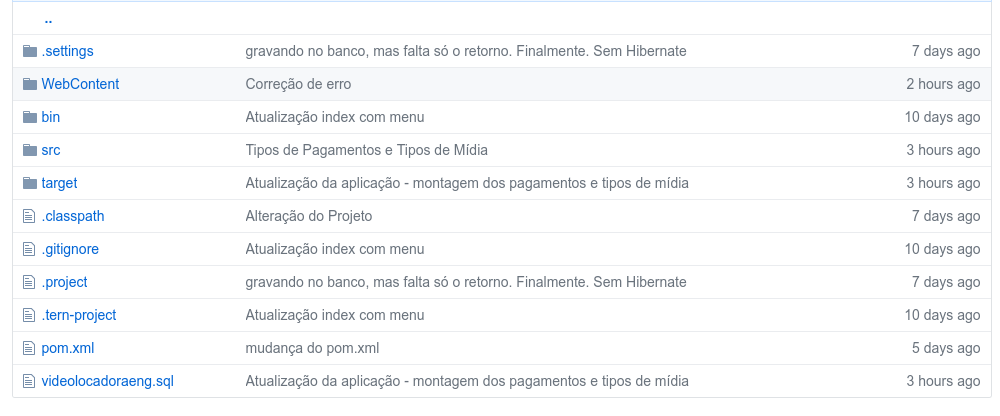 ..
.settings gravando no banco, mas falta só o retorno. Finalmente. Sem Hibernate 7 days ago
WebContent Correção de erro 2 hours ago
bin Atualização index com menu 10 days ago
src Tipos de Pagamentos e Tipos de Mídia 3 hours ago
target Atualização da aplicação - montagem dos pagamentos e tipos de mídia 3 hours ago
.classpath Alteração do Projeto 7 days ago
.gitignore Atualização index com menu 10 days ago
.project gravando no banco, mas falta só o retorno. Finalmente. Sem Hibernate 7 days ago
.tern-project Atualização index com menu 10 days ago
pom.xml mudança do pom.xml 5 days ago
videolocadoraeng.sql Atualização da aplicação - montagem dos pagamentos e tipos de mídia 3 hours ago